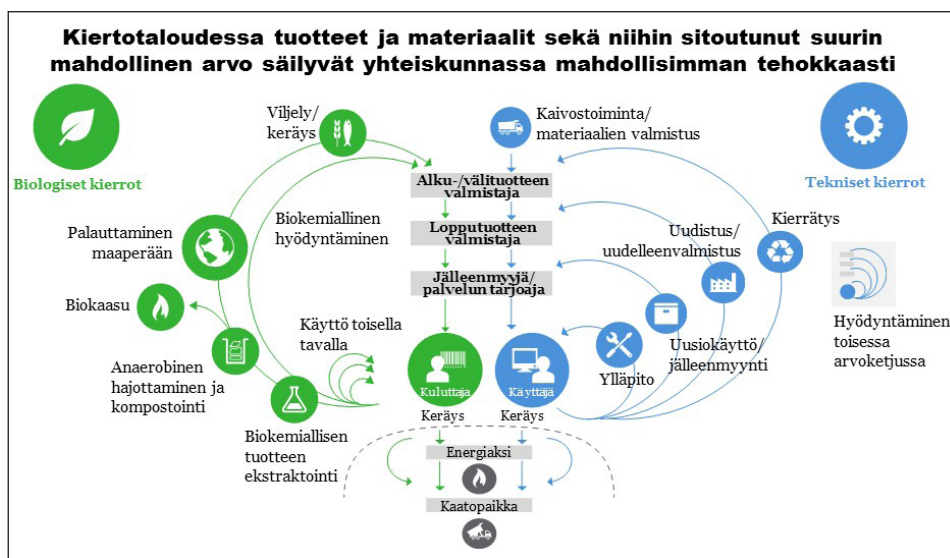 Kiertotaloudessa tuotteet ja materiaalit sekä niihin sitoutunut suurin
mahdollinen arvo säilyvät yhteiskunnassa mahdollisimman tehokkaasti
Biologiset kierrot
Viljely/
keräys
Kaivostoiminta/
materiaalien valmistus
Tekniset kierrot
Alku-/välituotteen
valmistaja
Palauttaminen
maaperään
Biokemiallinen
hyödyntäminen
Lopputuotteen
valmistaja
Uudistus/
uudelleenvalmistus
Kierrätys
Jälleenmyyjä/
palvelun tarjoaja
Biokaasu
Käyttö toisella
tavalla
Hyödyntäminen
toisessa
arvoketjussa
Uusiokäyttö/
jälleenmyynti
Ylläpito
Anaerobinen
hajottaminen ja
kompostointi
Kuluttaja
Käyttäjä
Keräys
Keräys
Biokemiallisen
tuotteen
ekstraktointi
Energiaksi
Kaatopaikka